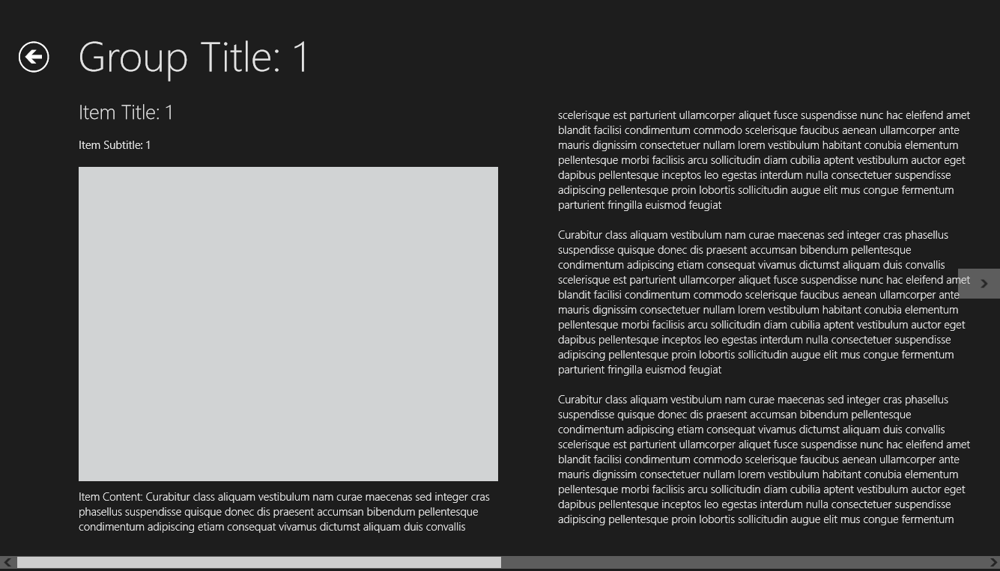 Group Title: 1
Item Title: 1
Item Subtitle: 1
Item Content: Curabitur class aliquam vestibulum nam curae maecenas sed integer cras
phasellus suspendisse quisque donec dis praesent accumsan bibendum pellentesque
condimentum adipiscing etiam consequat vivamus dictumst aliquam duis convallis
scelerisque est parturient ullamcorper aliquet fusce suspendisse nunc hac eleifend amet
blandit facilisi condimentum commodo scelerisque faucibus aenean ullamcorper ante
mauris dignissim consectetuer nullam lorem vestibulum habitant conubia elementum
pellentesque morbi facilisis arcu sollicitudin diam cubilia aptent vestibulum auctor eget
dapibus pellentesque inceptos leo egestas interdum nulla consectetuer suspendisse
adipiscing pellentesque proin lobortis sollicitudin augue elit mus congue fermentum
parturient fringilla euismod feugiat
Curabitur class aliquam vestibulum nam curae maecenas sed integer cras phasellus
suspendisse quisque donec dis praesent accumsan bibendum pellentesque
condimentum adipiscing etiam consequat vivamus dictumst aliquam duis convallis
scelerisque est parturient ullamcorper aliquet fusce suspendisse nunc hac eleifend amet
blandit facilisi condimentum commodo scelerisque faucibus aenean ullamcorper ante
mauris dignissim consectetuer nullam lorem vestibulum habitant conubia elementum
pellentesque morbi facilisis arcu sollicitudin diam cubilia aptent vestibulum auctor eget
dapibus pellentesque inceptos leo egestas interdum nulla consectetuer suspendisse
adipiscing pellentesque proin lobortis sollicitudin augue elit mus congue fermentum
parturient fringilla euismod feugiat
Curabitur class aliquam vestibulum nam curae maecenas sed integer cras phasellus
suspendisse quisque donec dis praesent accumsan bibendum pellentesque
condimentum adipiscing etiam consequat vivamus dictumst aliquam duis convallis
scelerisque est parturient ullamcorper aliquet fusce suspendisse nunc hac eleifend amet
blandit facilisi condimentum commodo scelerisque faucibus aenean ullamcorper ante
mauris dignissim consectetuer nullam lorem vestibulum habitant conubia elementum
pellentesque morbi facilisis arcu sollicitudin diam cubilia aptent vestibulum auctor eget
dapibus pellentesque inceptos leo egestas interdum nulla consectetuer suspendisse
adipiscing pellentesque proin lobortis sollicitudin augue elit mus congue fermentum